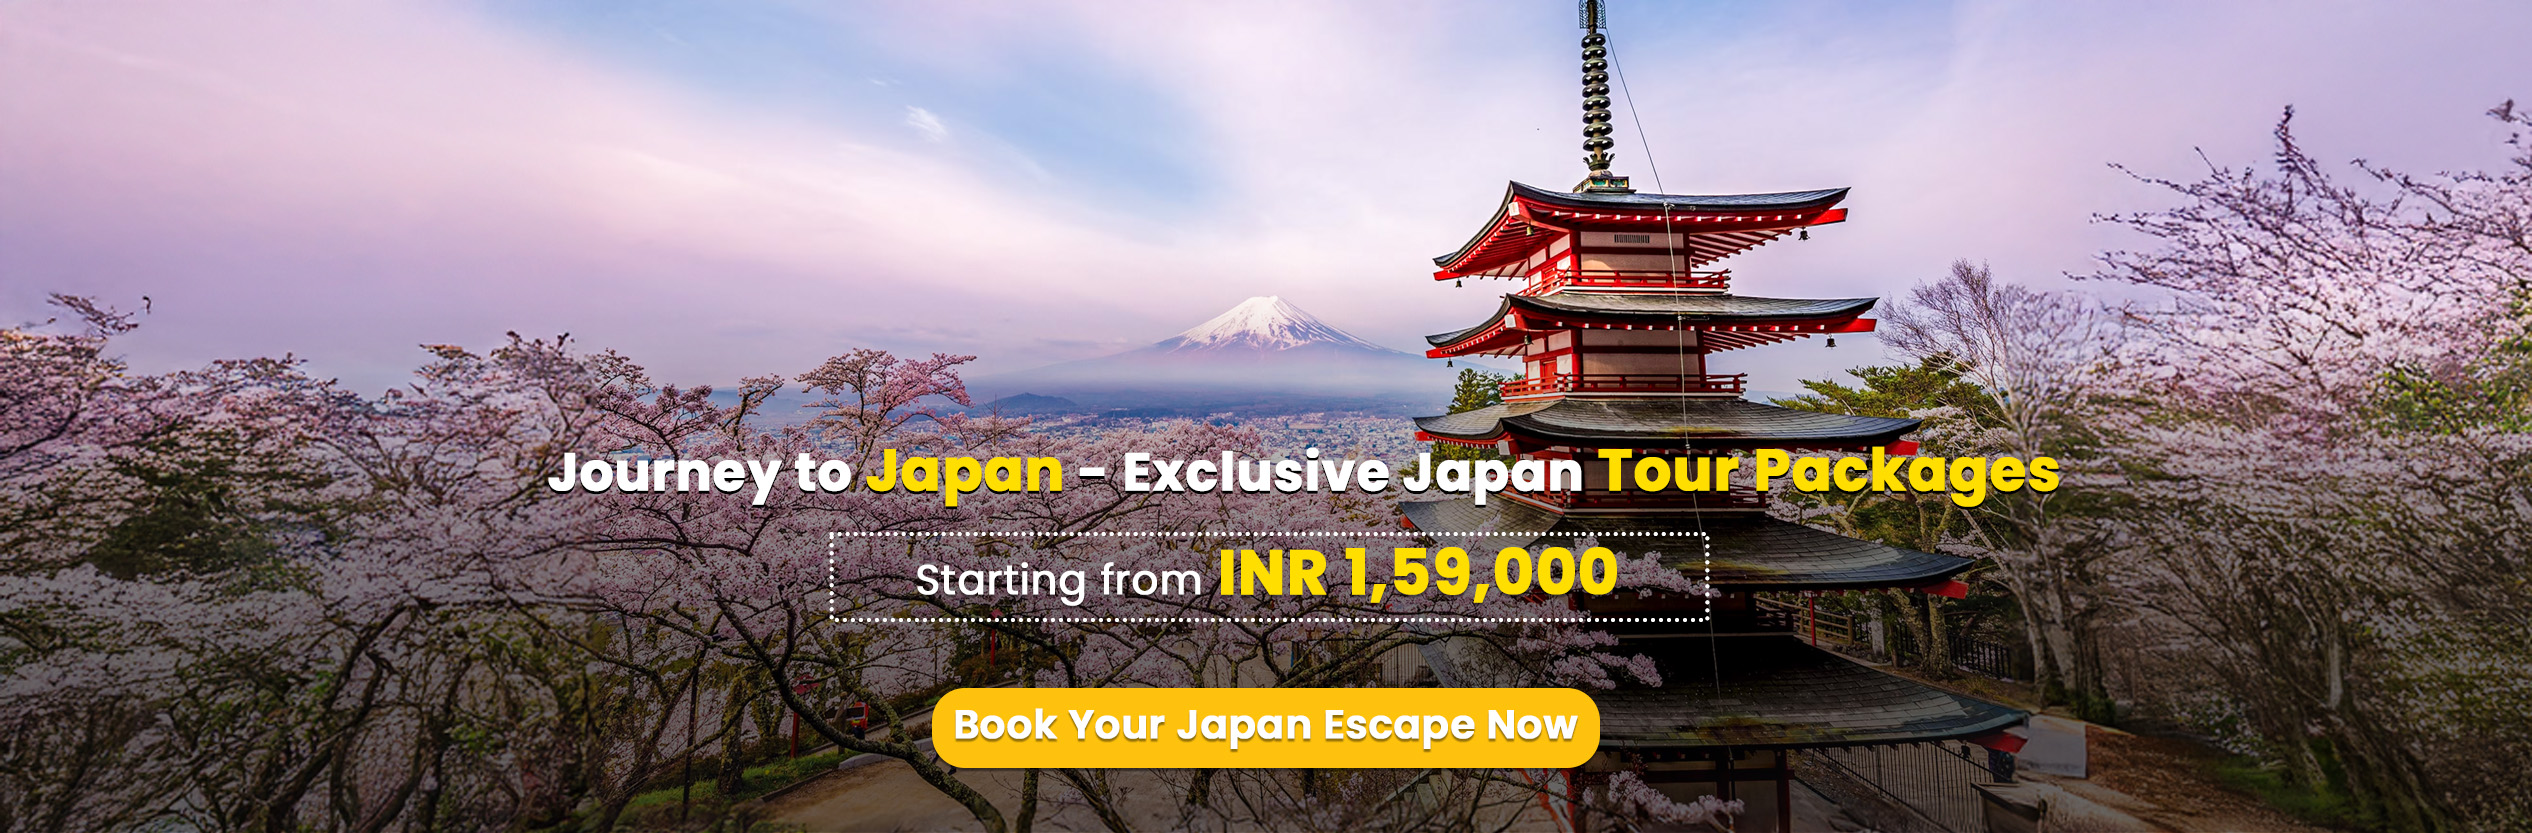 Journey to Japan - Exclusive Japan Tour Packages
Starting from INR 1,59,000
Book Your Japan Escape Now